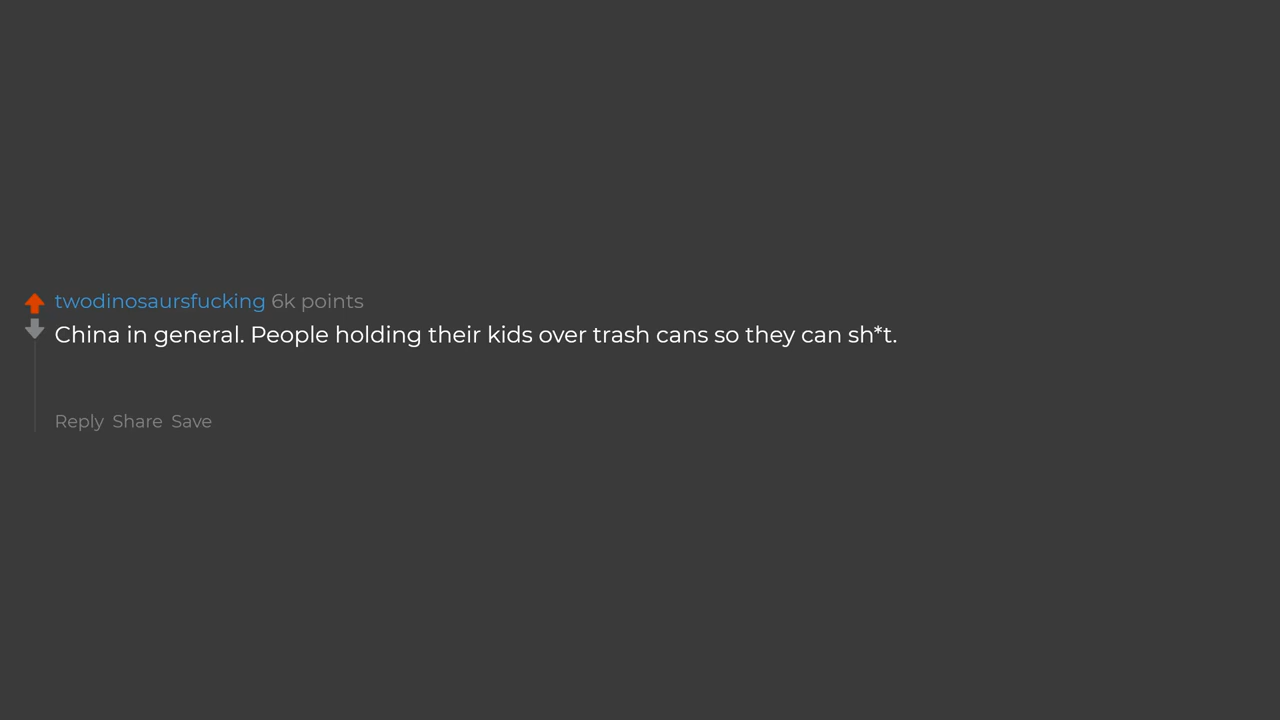 twodinosaursfucking 6k points
China in general. People holding their kids over trash cans so they can sh*t.
Reply Share Save